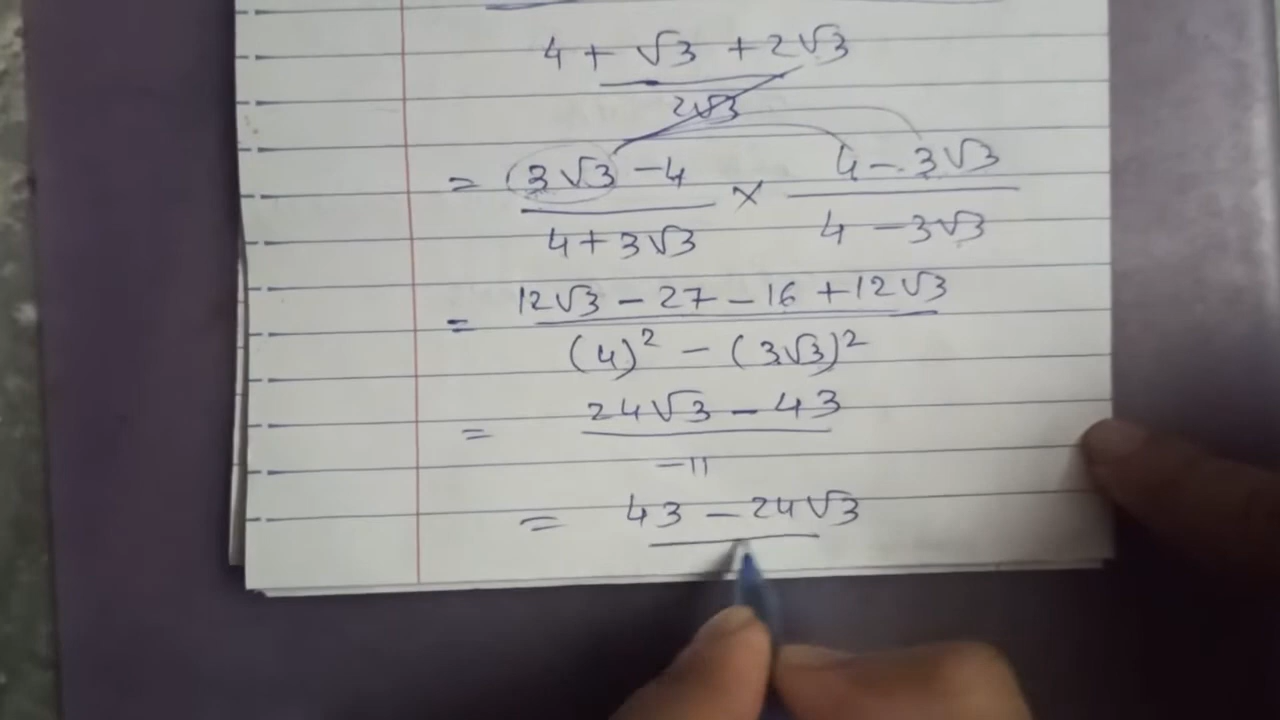 4 + √3 + 2√3
2√3
= 3√3 - 4 × 4 - 3√3
4 + 3√3 4 - 3√3
= 12√3 - 27 - 16 + 12√3
(4)² - (3√3)²
= 24√3 - 43
-11
= 43 - 24√3